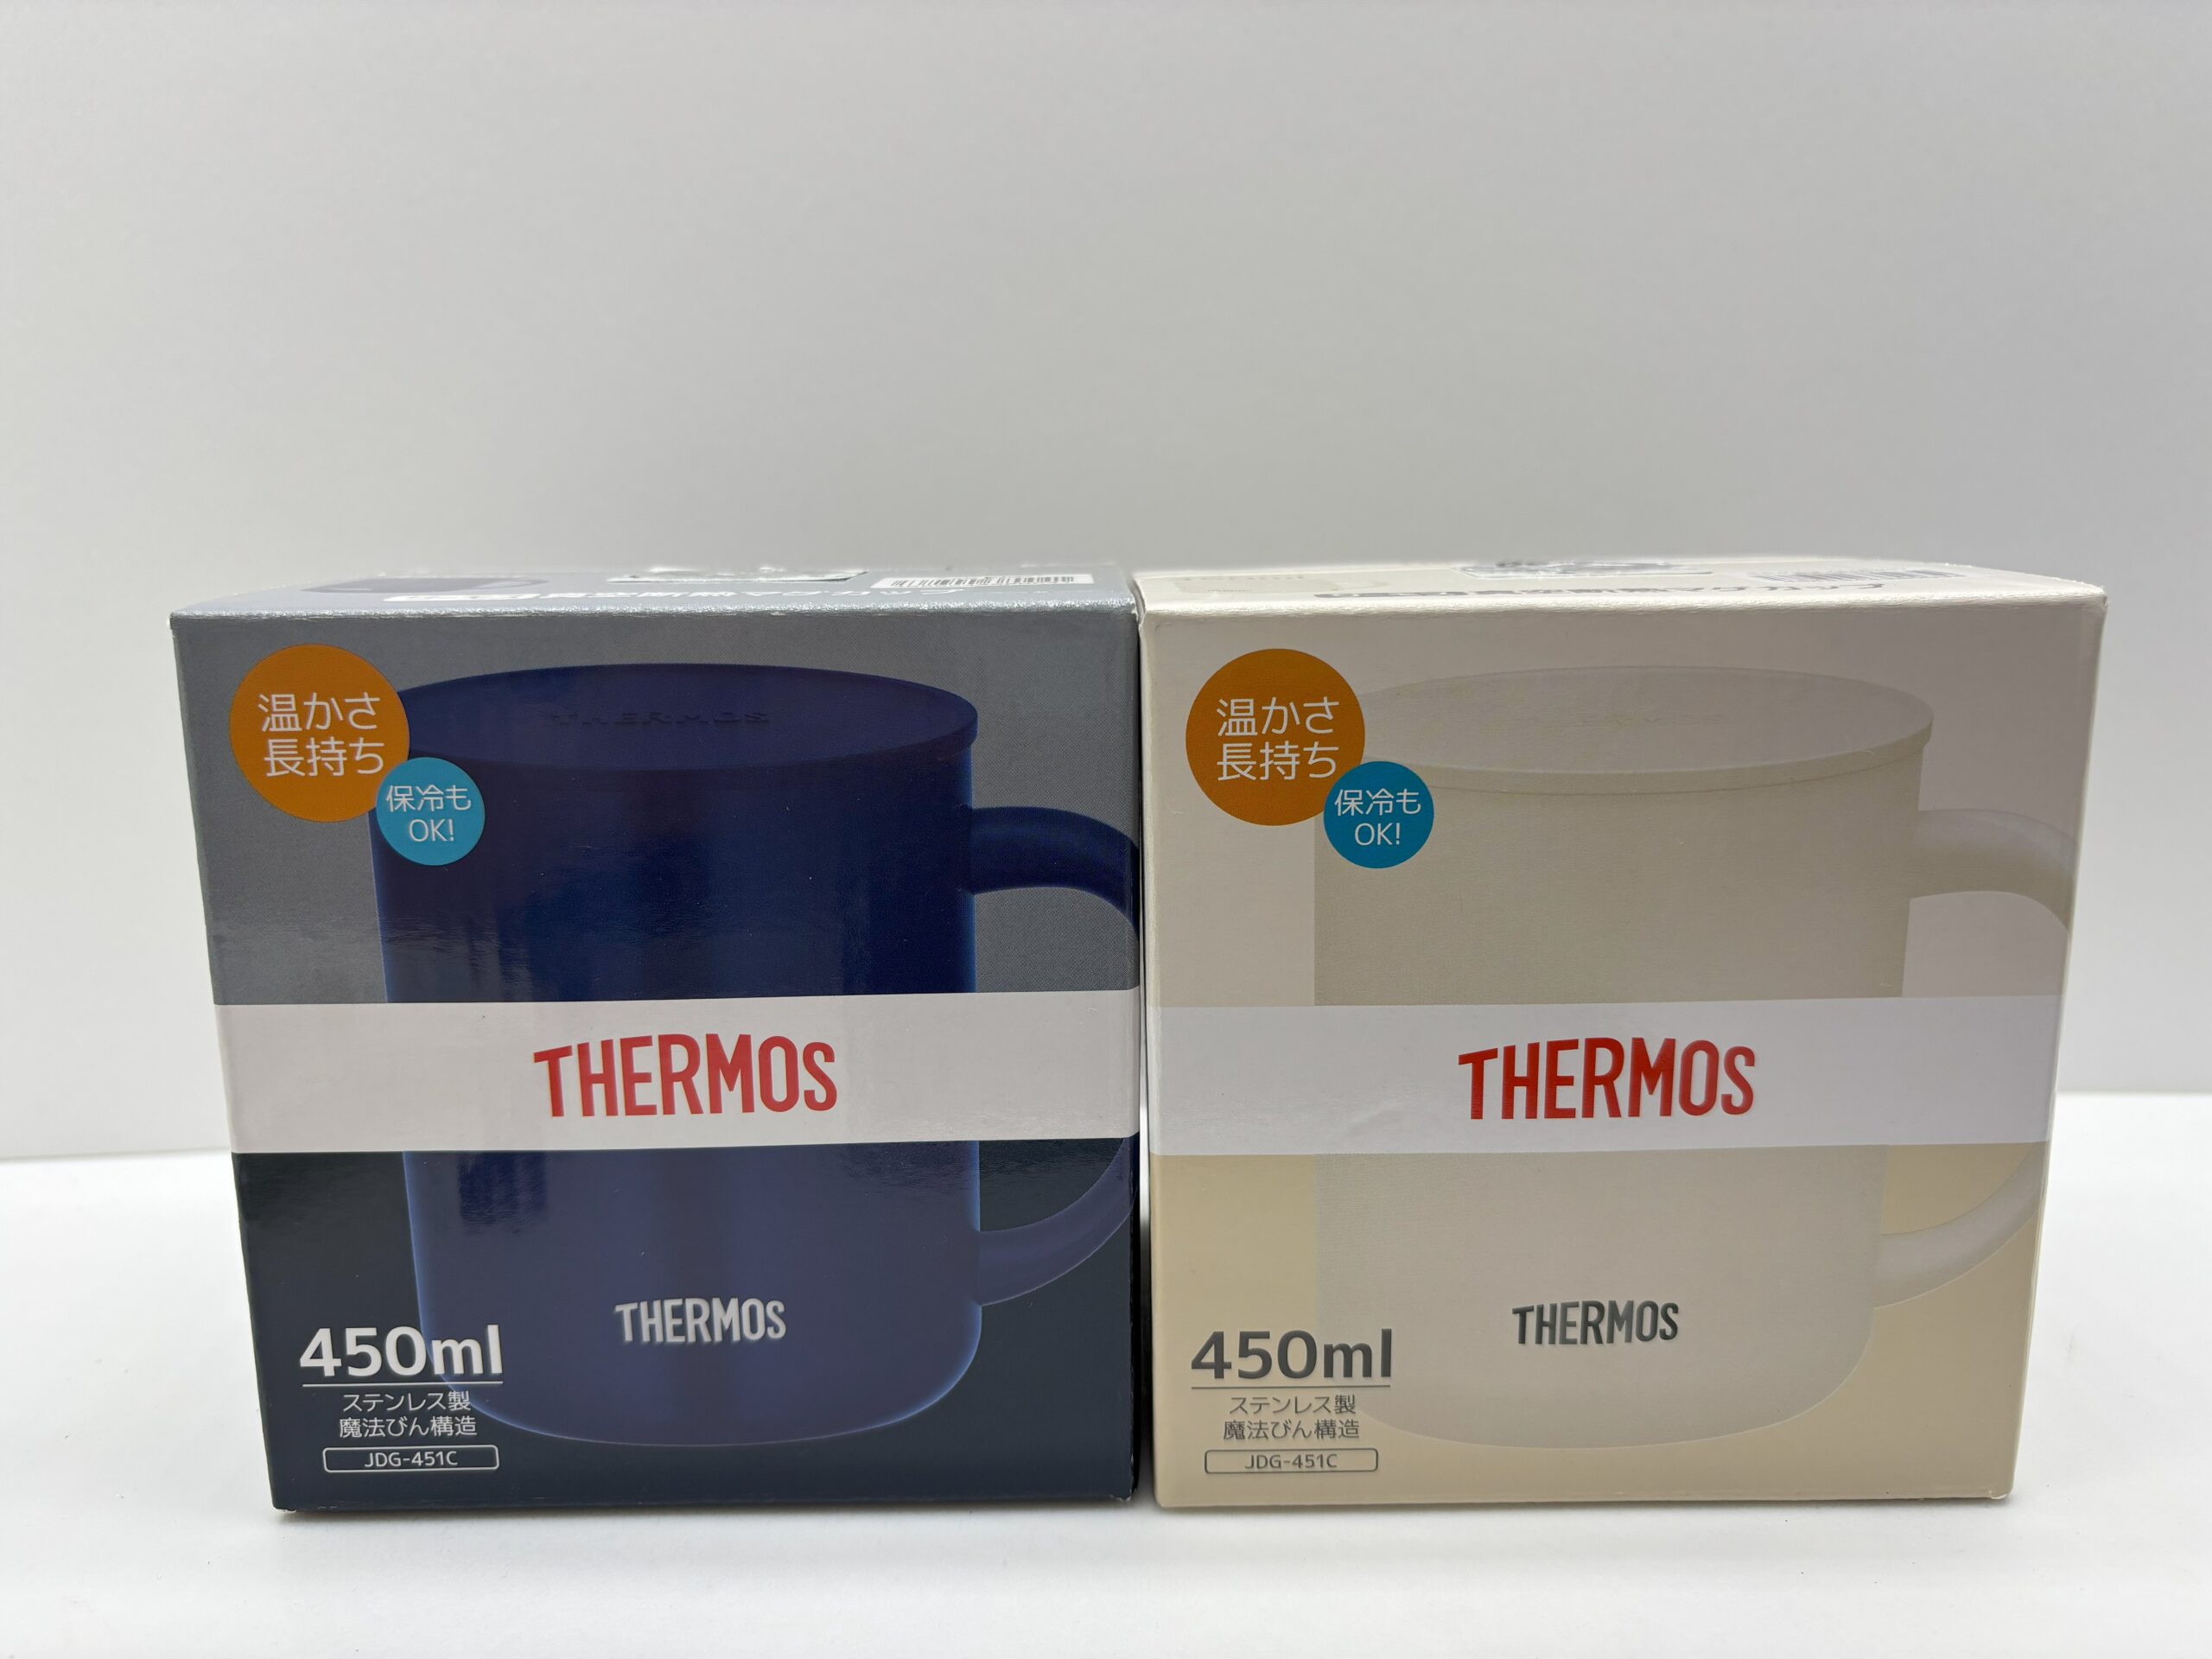 温かさ
長持ち
保冷も
OK!
THERMOS
THERMOS
THERMOS
450ml
ステンレス製
魔法びん構造
JDG-451C
温かさ
長持ち
保冷も
OK!
THERMOS
THERMOS
450ml
ステンレス製
魔法びん構造
JDG-451C